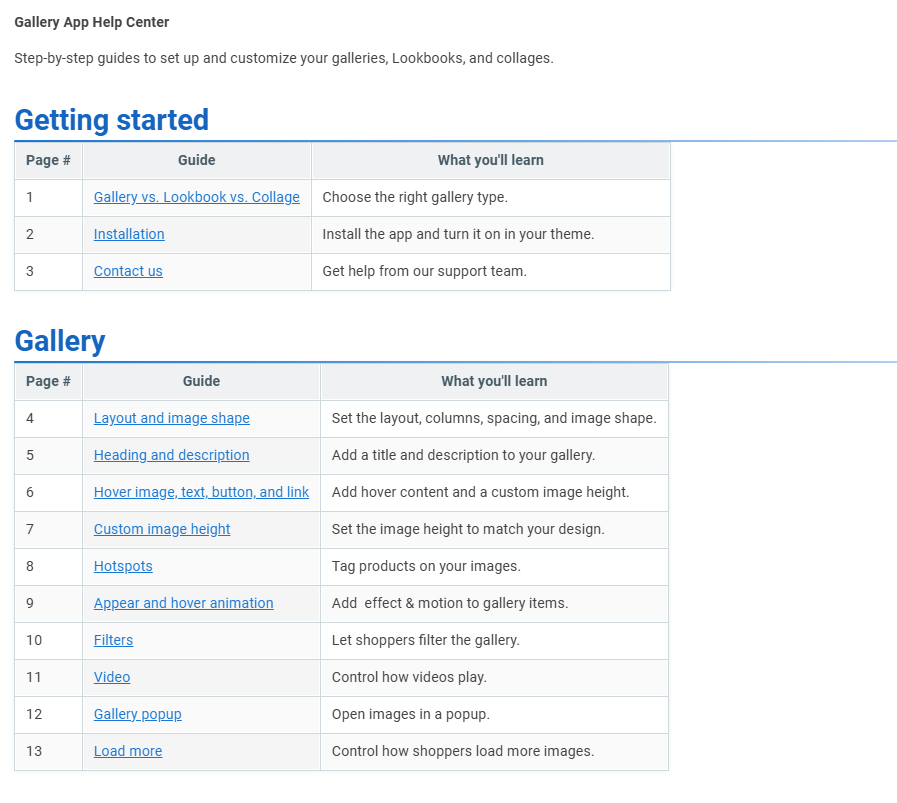 Gallery App Help Center
Step-by-step guides to set up and customize your galleries, Lookbooks, and collages.
Getting started
Page # Guide What you'll learn
1 Gallery vs. Lookbook vs. Collage Choose the right gallery type.
2 Installation Install the app and turn it on in your theme.
3 Contact us Get help from our support team.
Gallery
Page # Guide What you'll learn
4 Layout and image shape Set the layout, columns, spacing, and image shape.
5 Heading and description Add a title and description to your gallery.
6 Hover image, text, button, and link Add hover content and a custom image height.
7 Custom image height Set the image height to match your design.
8 Hotspots Tag products on your images.
9 Appear and hover animation Add  effect & motion to gallery items.
10 Filters Let shoppers filter the gallery.
11 Video Control how videos play.
12 Gallery popup Open images in a popup.
13 Load more Control how shoppers load more images.